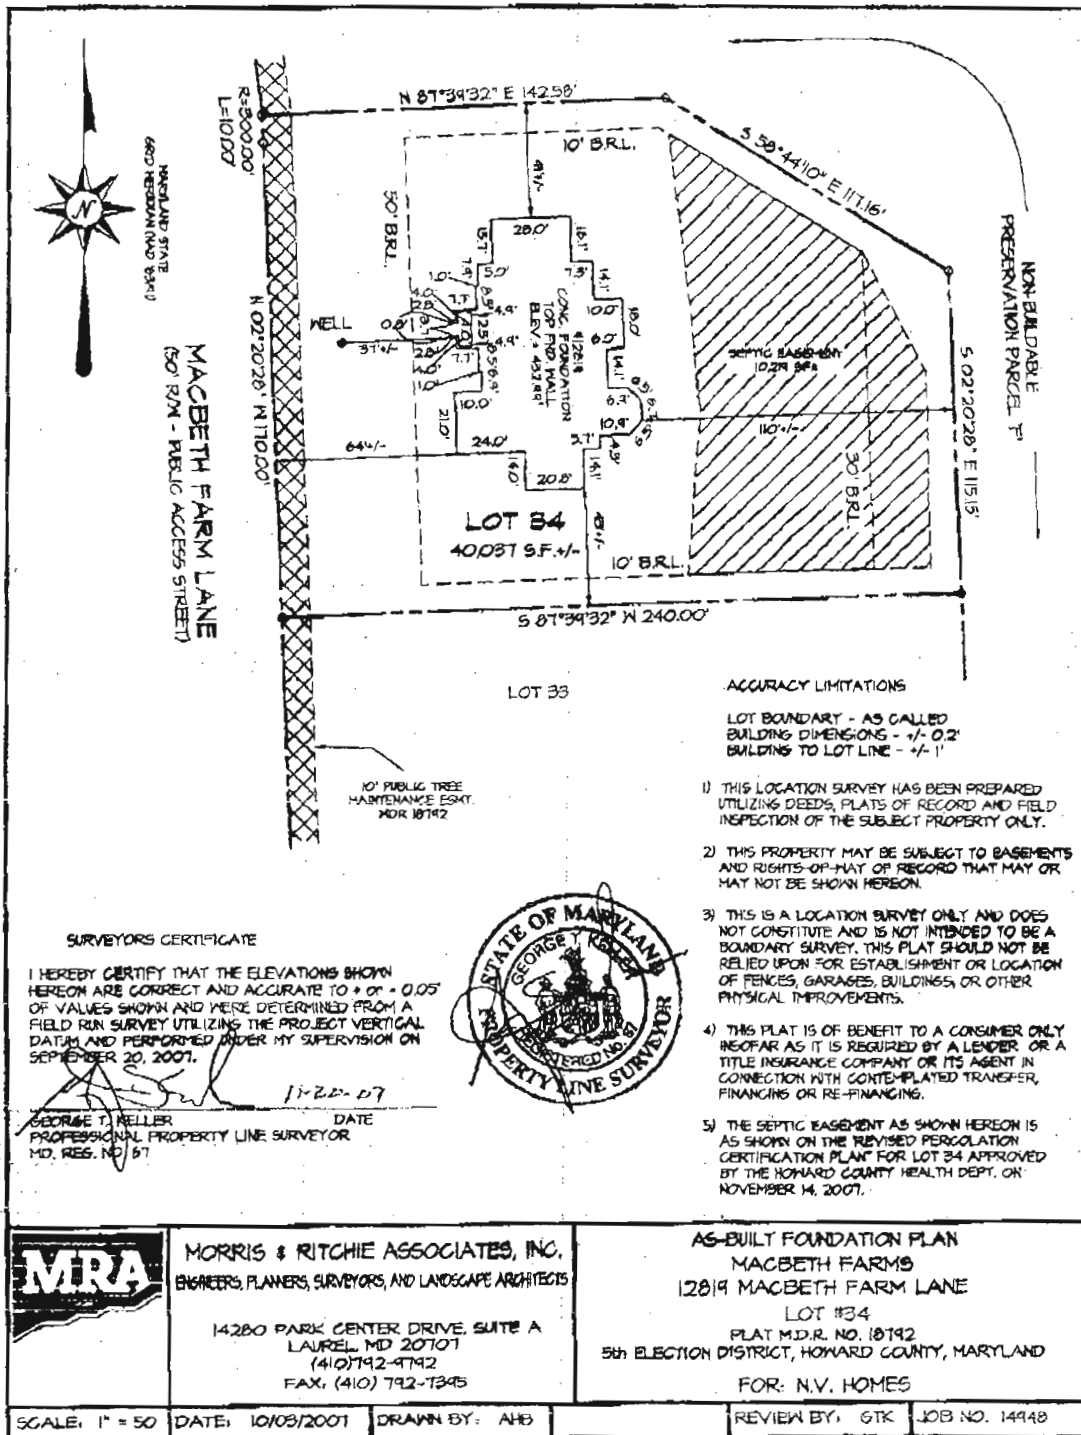 N 87°39'32" E 142.58'
R=300.00'
L=10.00'
S 58°44'10" E 117.16'
10' B.R.L.
50' B.R.L.
N
MARYLAND STATE
NON-BUILDABLE
PRESERVATION PARCEL 'F'
28.0'
5.0'
7.3'
14.1'
10.0'
18.0'
6.0'
14.1'
CONC. FOUNDATION
TOP FND. WALL
WELL
37'+/-
SEPTIC EASEMENT
110'+/-
S 02°20'28" E 115.15'
N 02°20'28" W 170.00'
MACBETH FARM LANE
(50' R/W - PUBLIC ACCESS STREET)
10.0'
21.0'
24.0'
64'+/-
14.0'
20.8'
14.1'
10.9'
30' B.R.L.
LOT 34
40,037 S.F.+/-
10' B.R.L.
S 87°39'32" W 240.00'
LOT 33
10' PUBLIC TREE
MAINTENANCE ESMT.
MDR 18792
ACCURACY LIMITATIONS
LOT BOUNDARY - AS CALLED
BUILDING DIMENSIONS - +/- 0.2'
BUILDING TO LOT LINE - +/- 1'
1) THIS LOCATION SURVEY HAS BEEN PREPARED
UTILIZING DEEDS, PLATS OF RECORD AND FIELD
INSPECTION OF THE SUBJECT PROPERTY ONLY.
2) THIS PROPERTY MAY BE SUBJECT TO EASEMENTS
AND RIGHTS-OF-WAY OF RECORD THAT MAY OR
MAY NOT BE SHOWN HEREON.
3) THIS IS A LOCATION SURVEY ONLY AND DOES
NOT CONSTITUTE AND IS NOT INTENDED TO BE A
BOUNDARY SURVEY. THIS PLAT SHOULD NOT BE
RELIED UPON FOR ESTABLISHMENT OR LOCATION
OF FENCES, GARAGES, BUILDINGS, OR OTHER
PHYSICAL IMPROVEMENTS.
4) THIS PLAT IS OF BENEFIT TO A CONSUMER ONLY
INSOFAR AS IT IS REQUIRED BY A LENDER OR A
TITLE INSURANCE COMPANY OR ITS AGENT IN
CONNECTION WITH CONTEMPLATED TRANSFER,
FINANCING OR RE-FINANCING.
5) THE SEPTIC EASEMENT AS SHOWN HEREON IS
AS SHOWN ON THE REVISED PERCOLATION
CERTIFICATION PLAN FOR LOT 34 APPROVED
BY THE HOWARD COUNTY HEALTH DEPT. ON
NOVEMBER 14, 2007.
SURVEYORS CERTIFICATE
I HEREBY CERTIFY THAT THE ELEVATIONS SHOWN
HEREON ARE CORRECT AND ACCURATE TO + or - 0.05'
OF VALUES SHOWN AND WERE DETERMINED FROM A
FIELD RUN SURVEY UTILIZING THE PROJECT VERTICAL
DATUM AND PERFORMED UNDER MY SUPERVISION ON
SEPTEMBER 20, 2007.
11-20-07
GEORGE T. KELLER DATE
PROFESSIONAL PROPERTY LINE SURVEYOR
MD. REG. NO 67
STATE OF MARYLAND
GEORGE T. KELLER
REGISTERED NO. 67
PROPERTY LINE SURVEYOR
MRA
MORRIS & RITCHIE ASSOCIATES, INC.
ENGINEERS, PLANNERS, SURVEYORS, AND LANDSCAPE ARCHITECTS
14280 PARK CENTER DRIVE, SUITE A
LAUREL, MD 20707
(410)792-9792
FAX: (410) 792-7395
AS-BUILT FOUNDATION PLAN
MACBETH FARMS
12819 MACBETH FARM LANE
LOT #34
PLAT M.D.R. NO. 18792
5th ELECTION DISTRICT, HOWARD COUNTY, MARYLAND
FOR: N.V. HOMES
SCALE: 1" = 50 DATE: 10/03/2007 DRAWN BY: AHB REVIEW BY: GTK JOB NO. 14948